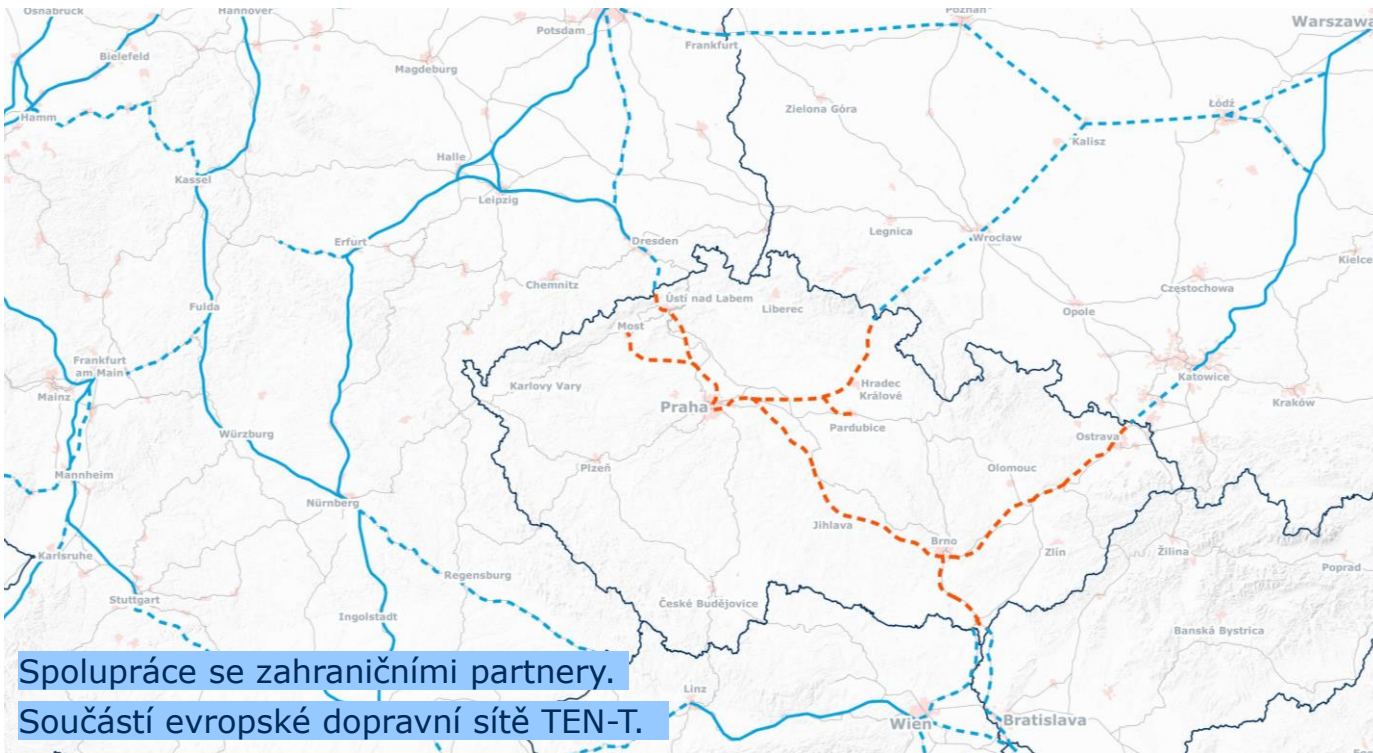 Osnabrück
Hannover
Poznań
Warszawa
Potsdam
Frankfurt
Bielefeld
Magdeburg
Zielona Góra
Łódź
Hamm
Kalisz
Halle
Kassel
Leipzig
Legnica
Wrocław
Erfurt
Dresden
Kielce
Chemnitz
Ústí nad Labem
Liberec
Częstochowa
Fulda
Most
Opole
Frankfurt
am Main
Karlovy Vary
Hradec
Králové
Katowice
Mainz
Praha
Kraków
Pardubice
Würzburg
Ostrava
Plzeň
Olomouc
Mannheim
Nürnberg
Jihlava
Brno
Karlsruhe
Zlín
Žilina
Poprad
Regensburg
Stuttgart
České Budějovice
Ingolstadt
Banská Bystrica
Spolupráce se zahraničními partnery.
Linz
Součástí evropské dopravní sítě TEN-T.
Wien
Bratislava